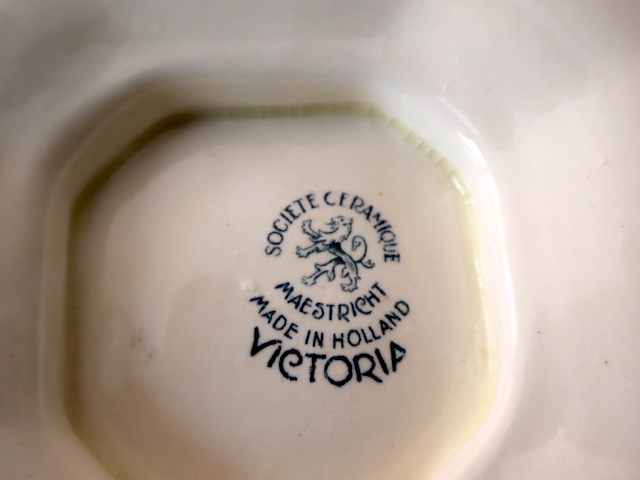 SOCIETE CERAMIQUE
MAESTRICHT
MADE IN HOLLAND
VICTORIA